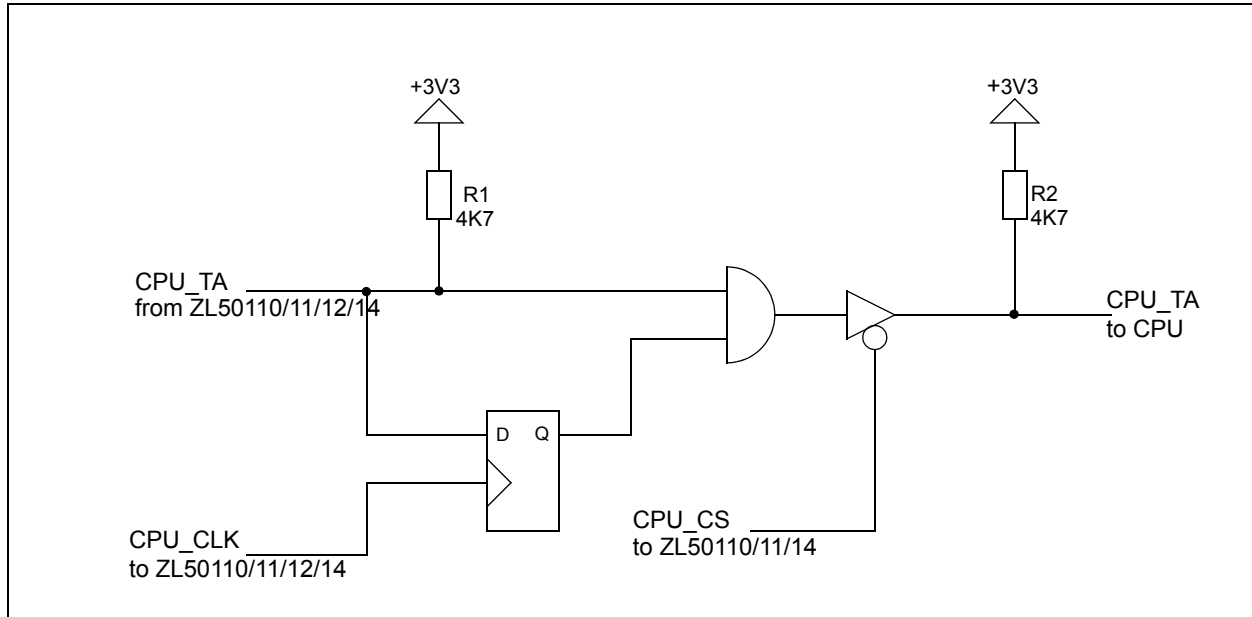 +3V3
+3V3
R1
4K7
R2
4K7
CPU_TA
from ZL50110/11/12/14
CPU_TA
to CPU
D Q
CPU_CLK
to ZL50110/11/12/14
CPU_CS
to ZL50110/11/14